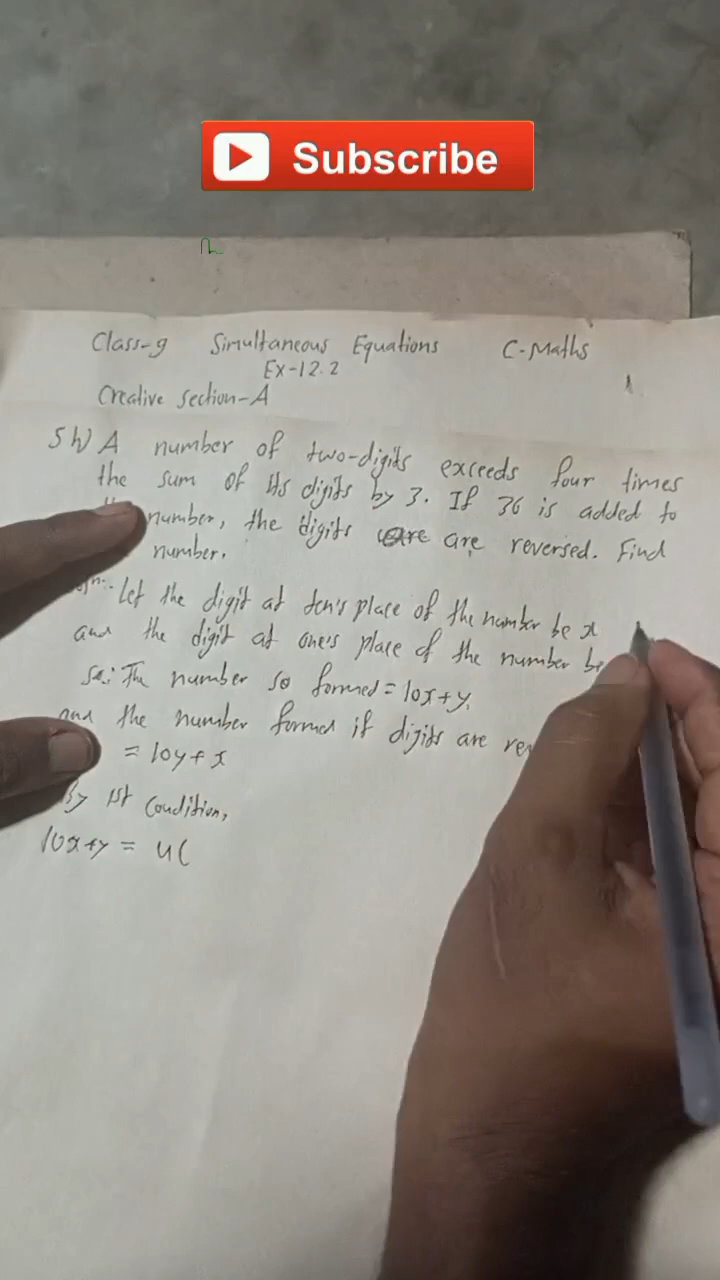 Subscribe
Class-9 Simultaneous Equations C-Maths
Ex-12.2
Creative section-A
A number of two-digits exceeds four times
the sum of its digits by 3. If 36 is added to
number, the digits are are reversed. Find
number.
Let the digit at ten's place of the number be x
and the digit at one's place of the number be
The number so formed = 10x+y.
and the number formed if digits are
= 10y+x
By 1st condition,
10x+y = 4(